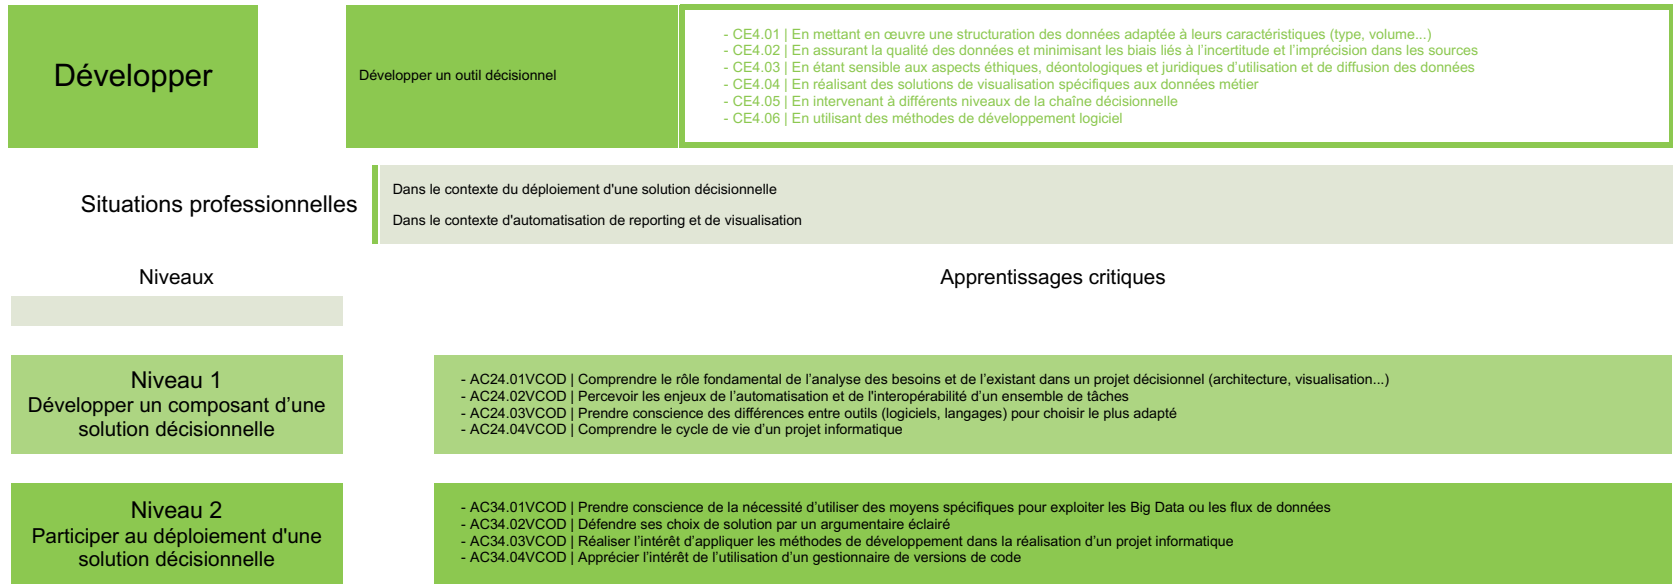 Développer
Développer un outil décisionnel
- CE4.01 | En mettant en œuvre une structuration des données adaptée à leurs caractéristiques (type, volume...)
- CE4.02 | En assurant la qualité des données et minimisant les biais liés à l’incertitude et l’imprécision dans les sources
- CE4.03 | En étant sensible aux aspects éthiques, déontologiques et juridiques d’utilisation et de diffusion des données
- CE4.04 | En réalisant des solutions de visualisation spécifiques aux données métier
- CE4.05 | En intervenant à différents niveaux de la chaîne décisionnelle
- CE4.06 | En utilisant des méthodes de développement logiciel
Situations professionnelles
Dans le contexte du déploiement d'une solution décisionnelle
Dans le contexte d'automatisation de reporting et de visualisation
Niveaux
Apprentissages critiques
Niveau 1
Développer un composant d’une
solution décisionnelle
- AC24.01VCOD | Comprendre le rôle fondamental de l’analyse des besoins et de l’existant dans un projet décisionnel (architecture, visualisation...)
- AC24.02VCOD | Percevoir les enjeux de l’automatisation et de l'interopérabilité d’un ensemble de tâches
- AC24.03VCOD | Prendre conscience des différences entre outils (logiciels, langages) pour choisir le plus adapté
- AC24.04VCOD | Comprendre le cycle de vie d’un projet informatique
Niveau 2
Participer au déploiement d'une
solution décisionnelle
- AC34.01VCOD | Prendre conscience de la nécessité d’utiliser des moyens spécifiques pour exploiter les Big Data ou les flux de données
- AC34.02VCOD | Défendre ses choix de solution par un argumentaire éclairé
- AC34.03VCOD | Réaliser l’intérêt d’appliquer les méthodes de développement dans la réalisation d’un projet informatique
- AC34.04VCOD | Apprécier l’intérêt de l’utilisation d’un gestionnaire de versions de code